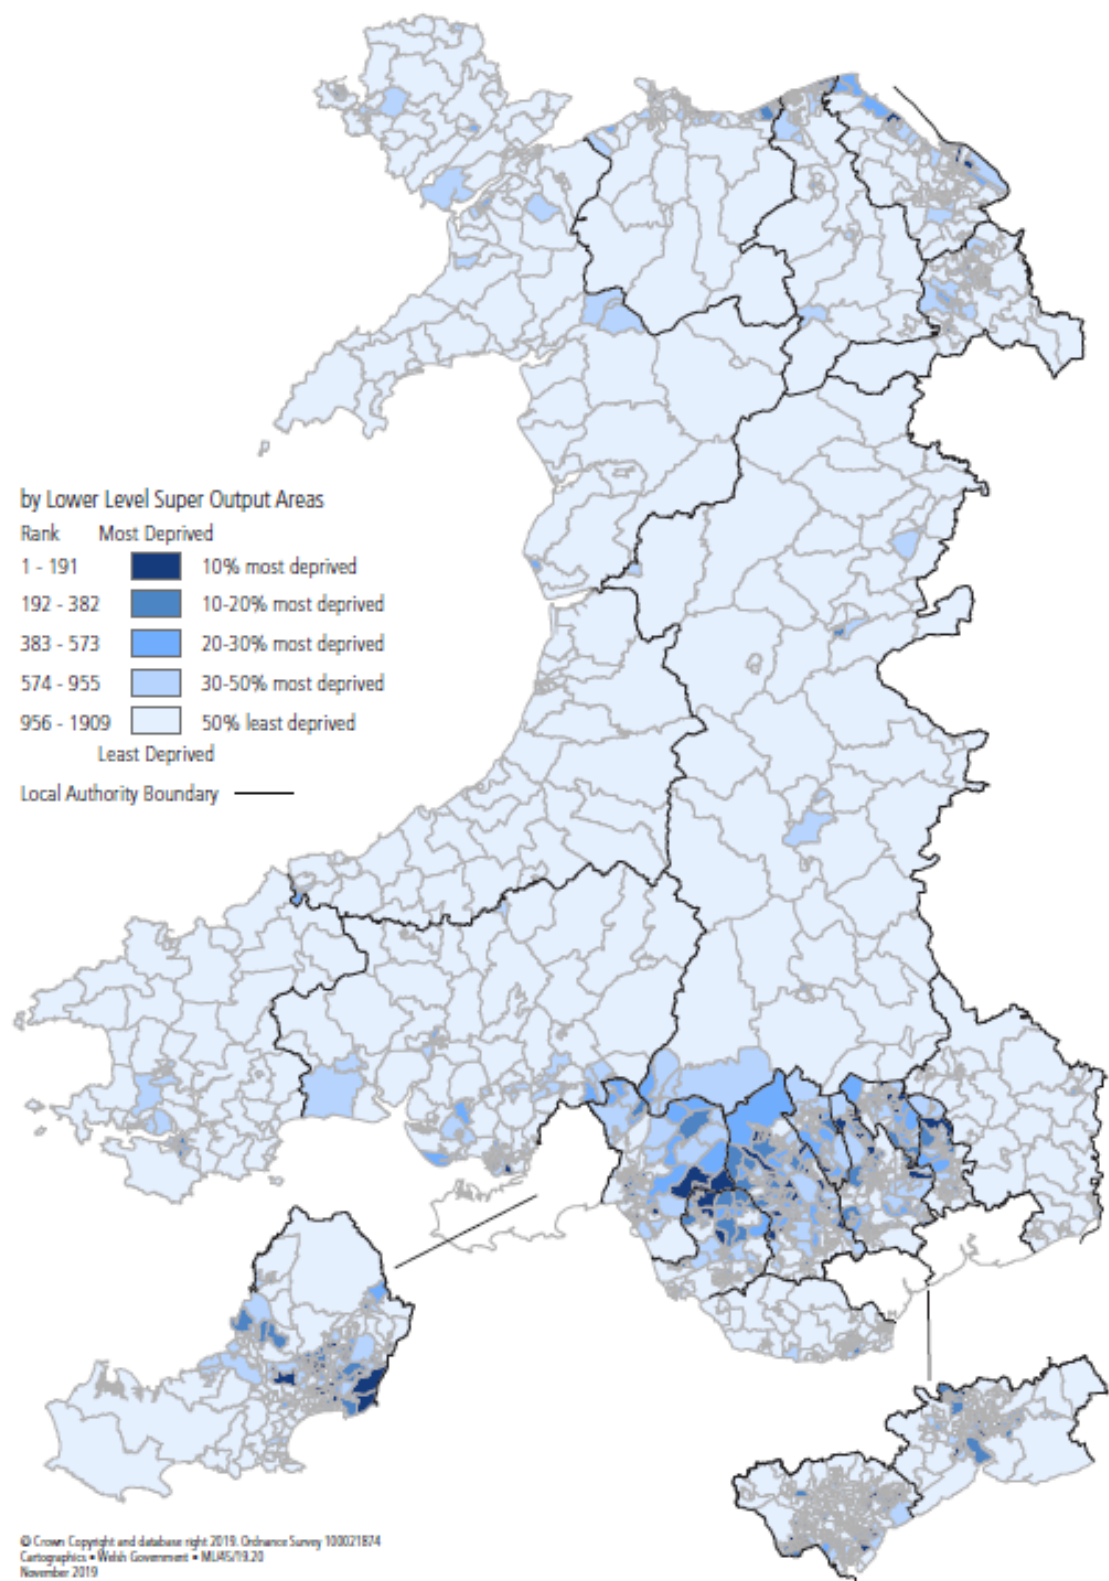 by Lower Level Super Output Areas
Rank Most Deprived
1 - 191 10% most deprived
192 - 382 10-20% most deprived
383 - 573 20-30% most deprived
574 - 955 30-50% most deprived
956 - 1909 50% least deprived
Least Deprived
Local Authority Boundary
© Crown Copyright and database right 2019. Ordnance Survey 100021874
Cartographics • Welsh Government • ML/45/19.20
November 2019